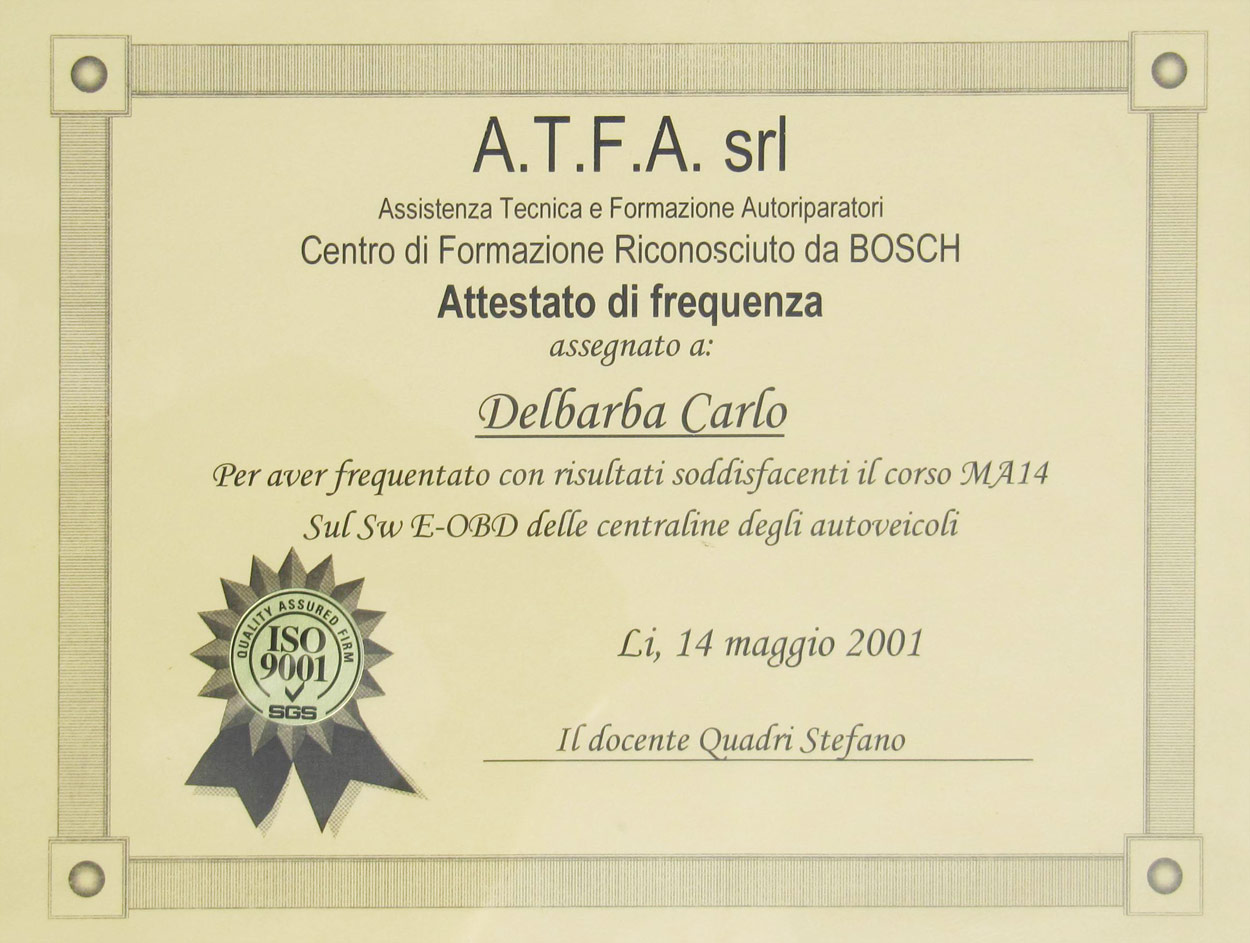 A.T.F.A. srl
Assistenza Tecnica e Formazione Autoriparatori
Centro di Formazione Riconosciuto da BOSCH
Attestato di frequenza
assegnato a:
Delbarba Carlo
Per aver frequentato con risultati soddisfacenti il corso MA14
Sul Sw E-OBD delle centraline degli autoveicoli
QUALITY ASSURED FIRM
ISO
9001
SGS
Li, 14 maggio 2001
Il docente Quadri Stefano